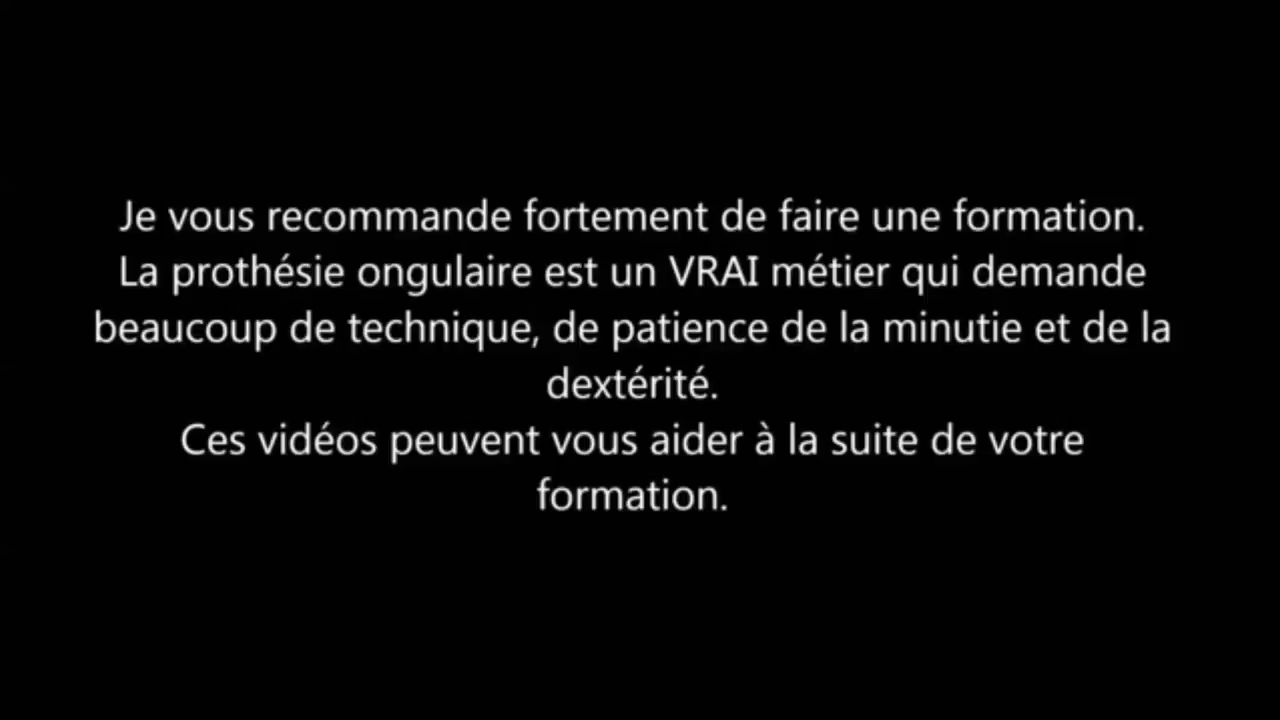 Je vous recommande fortement de faire une formation.
La prothésie ongulaire est un VRAI métier qui demande
beaucoup de technique, de patience de la minutie et de la
dextérité.
Ces vidéos peuvent vous aider à la suite de votre
formation.